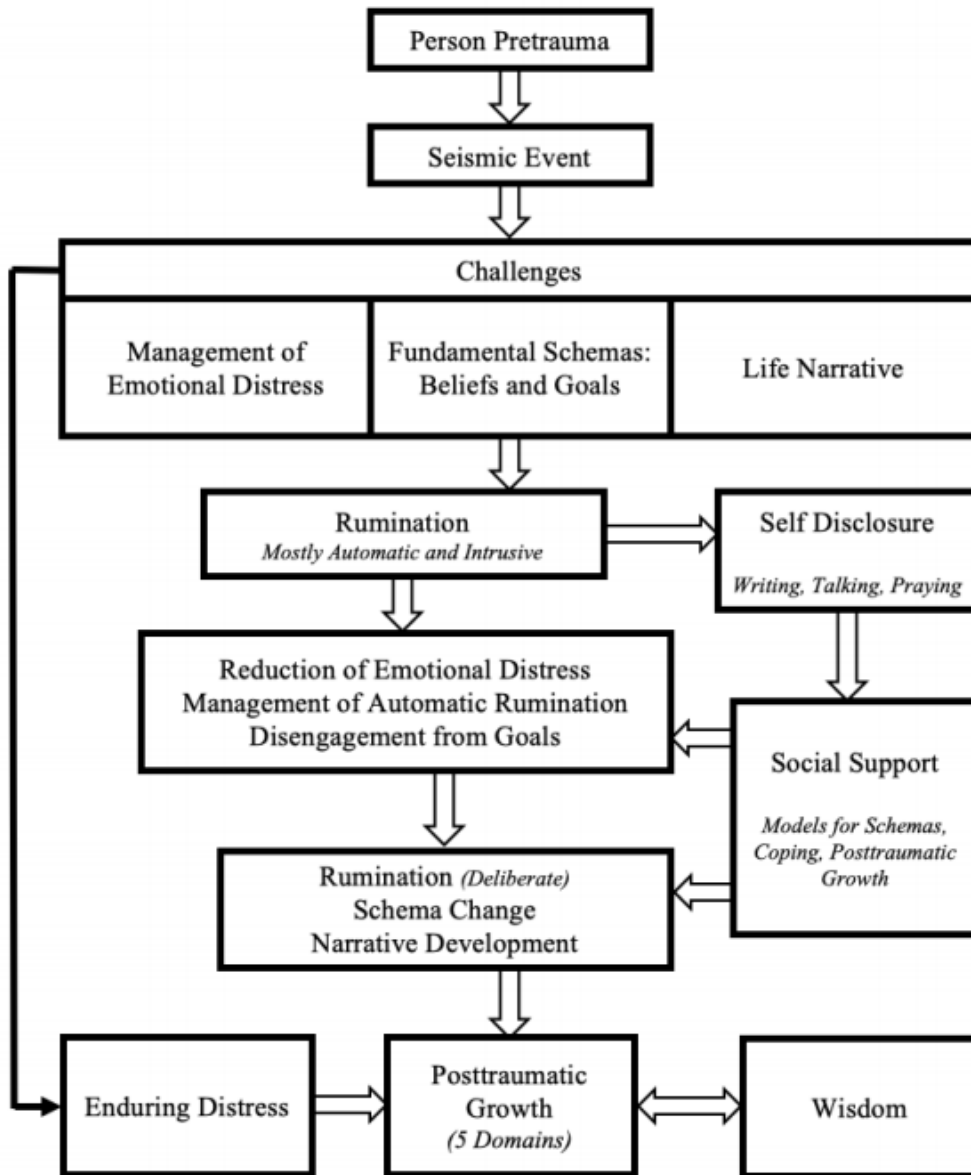 Person Pretrauma
Seismic Event
Challenges
Management of
Emotional Distress
Fundamental Schemas:
Beliefs and Goals
Life Narrative
Rumination
Mostly Automatic and Intrusive
Self Disclosure
Writing, Talking, Praying
Reduction of Emotional Distress
Management of Automatic Rumination
Disengagement from Goals
Social Support
Models for Schemas,
Coping, Posttraumatic
Growth
Rumination (Deliberate)
Schema Change
Narrative Development
Enduring Distress
Posttraumatic
Growth
(5 Domains)
Wisdom